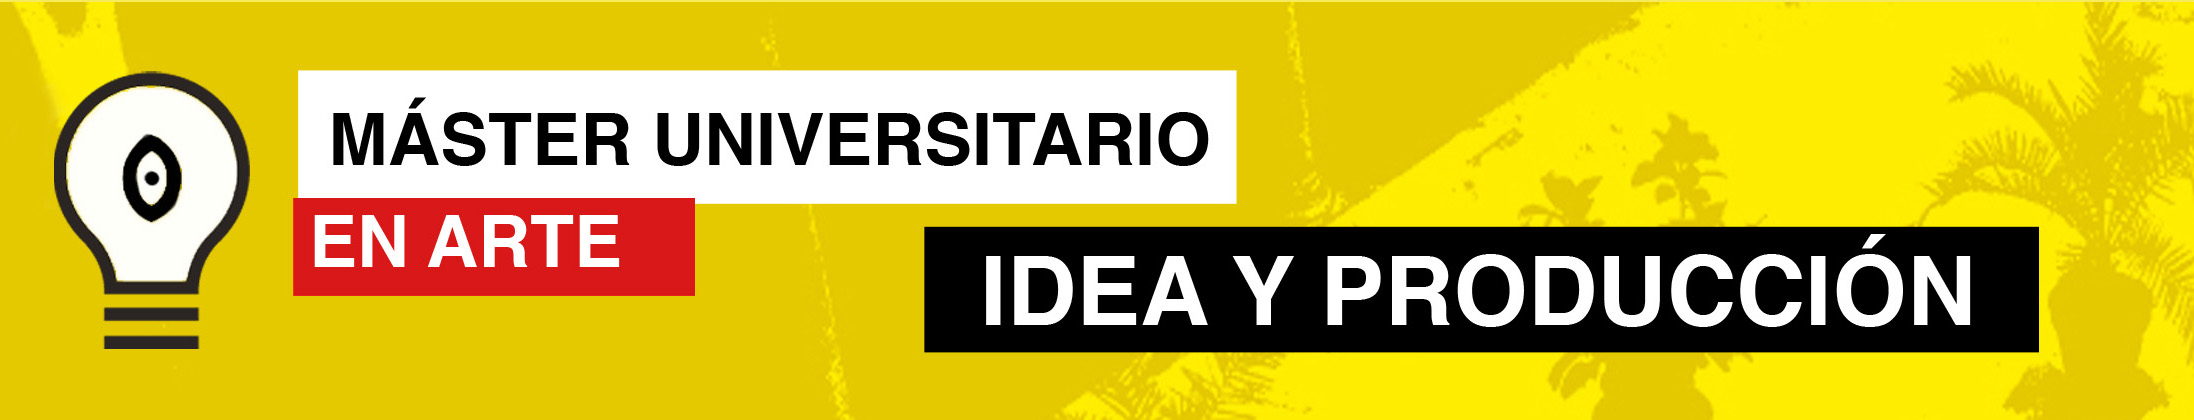 MÁSTER UNIVERSITARIO
EN ARTE
IDEA Y PRODUCCIÓN